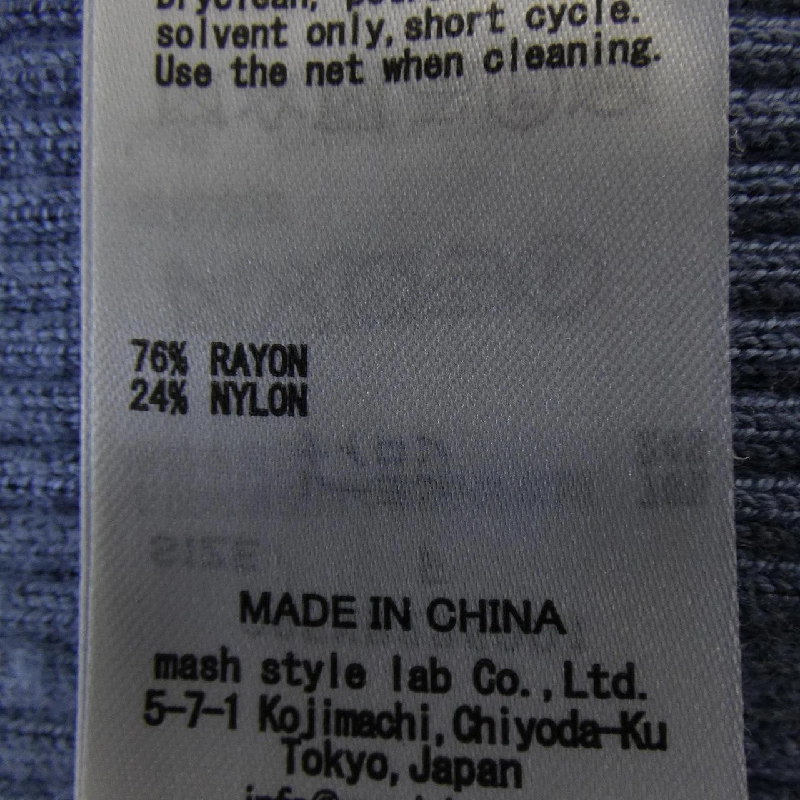 Dryclean,
solvent only, short cycle.
Use the net when cleaning.
76% RAYON
24% NYLON
MADE IN CHINA
mash style lab Co.,Ltd.
5-7-1 Kojimachi,Chiyoda-Ku
Tokyo,Japan